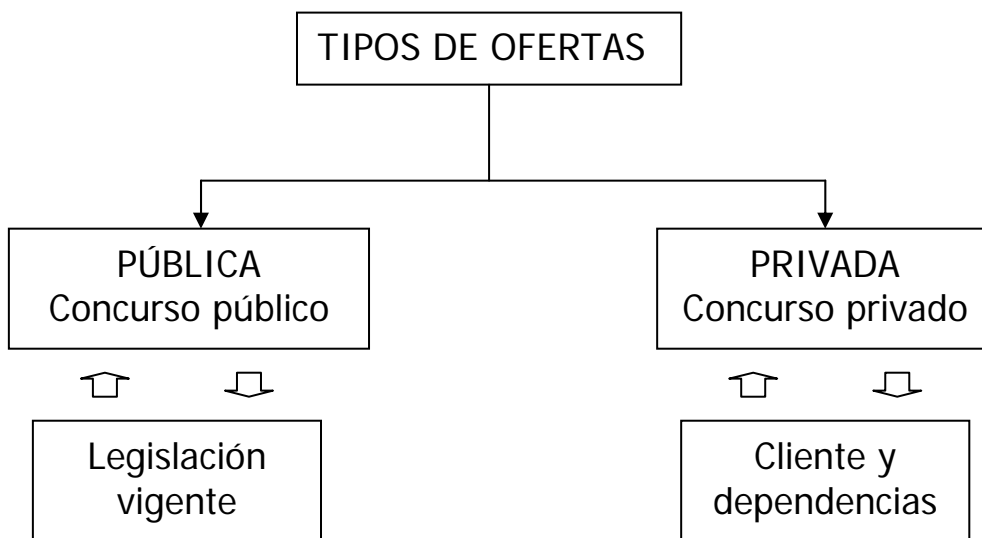 TIPOS DE OFERTAS
PÚBLICA
Concurso público
PRIVADA
Concurso privado
Legislación
vigente
Cliente y
dependencias